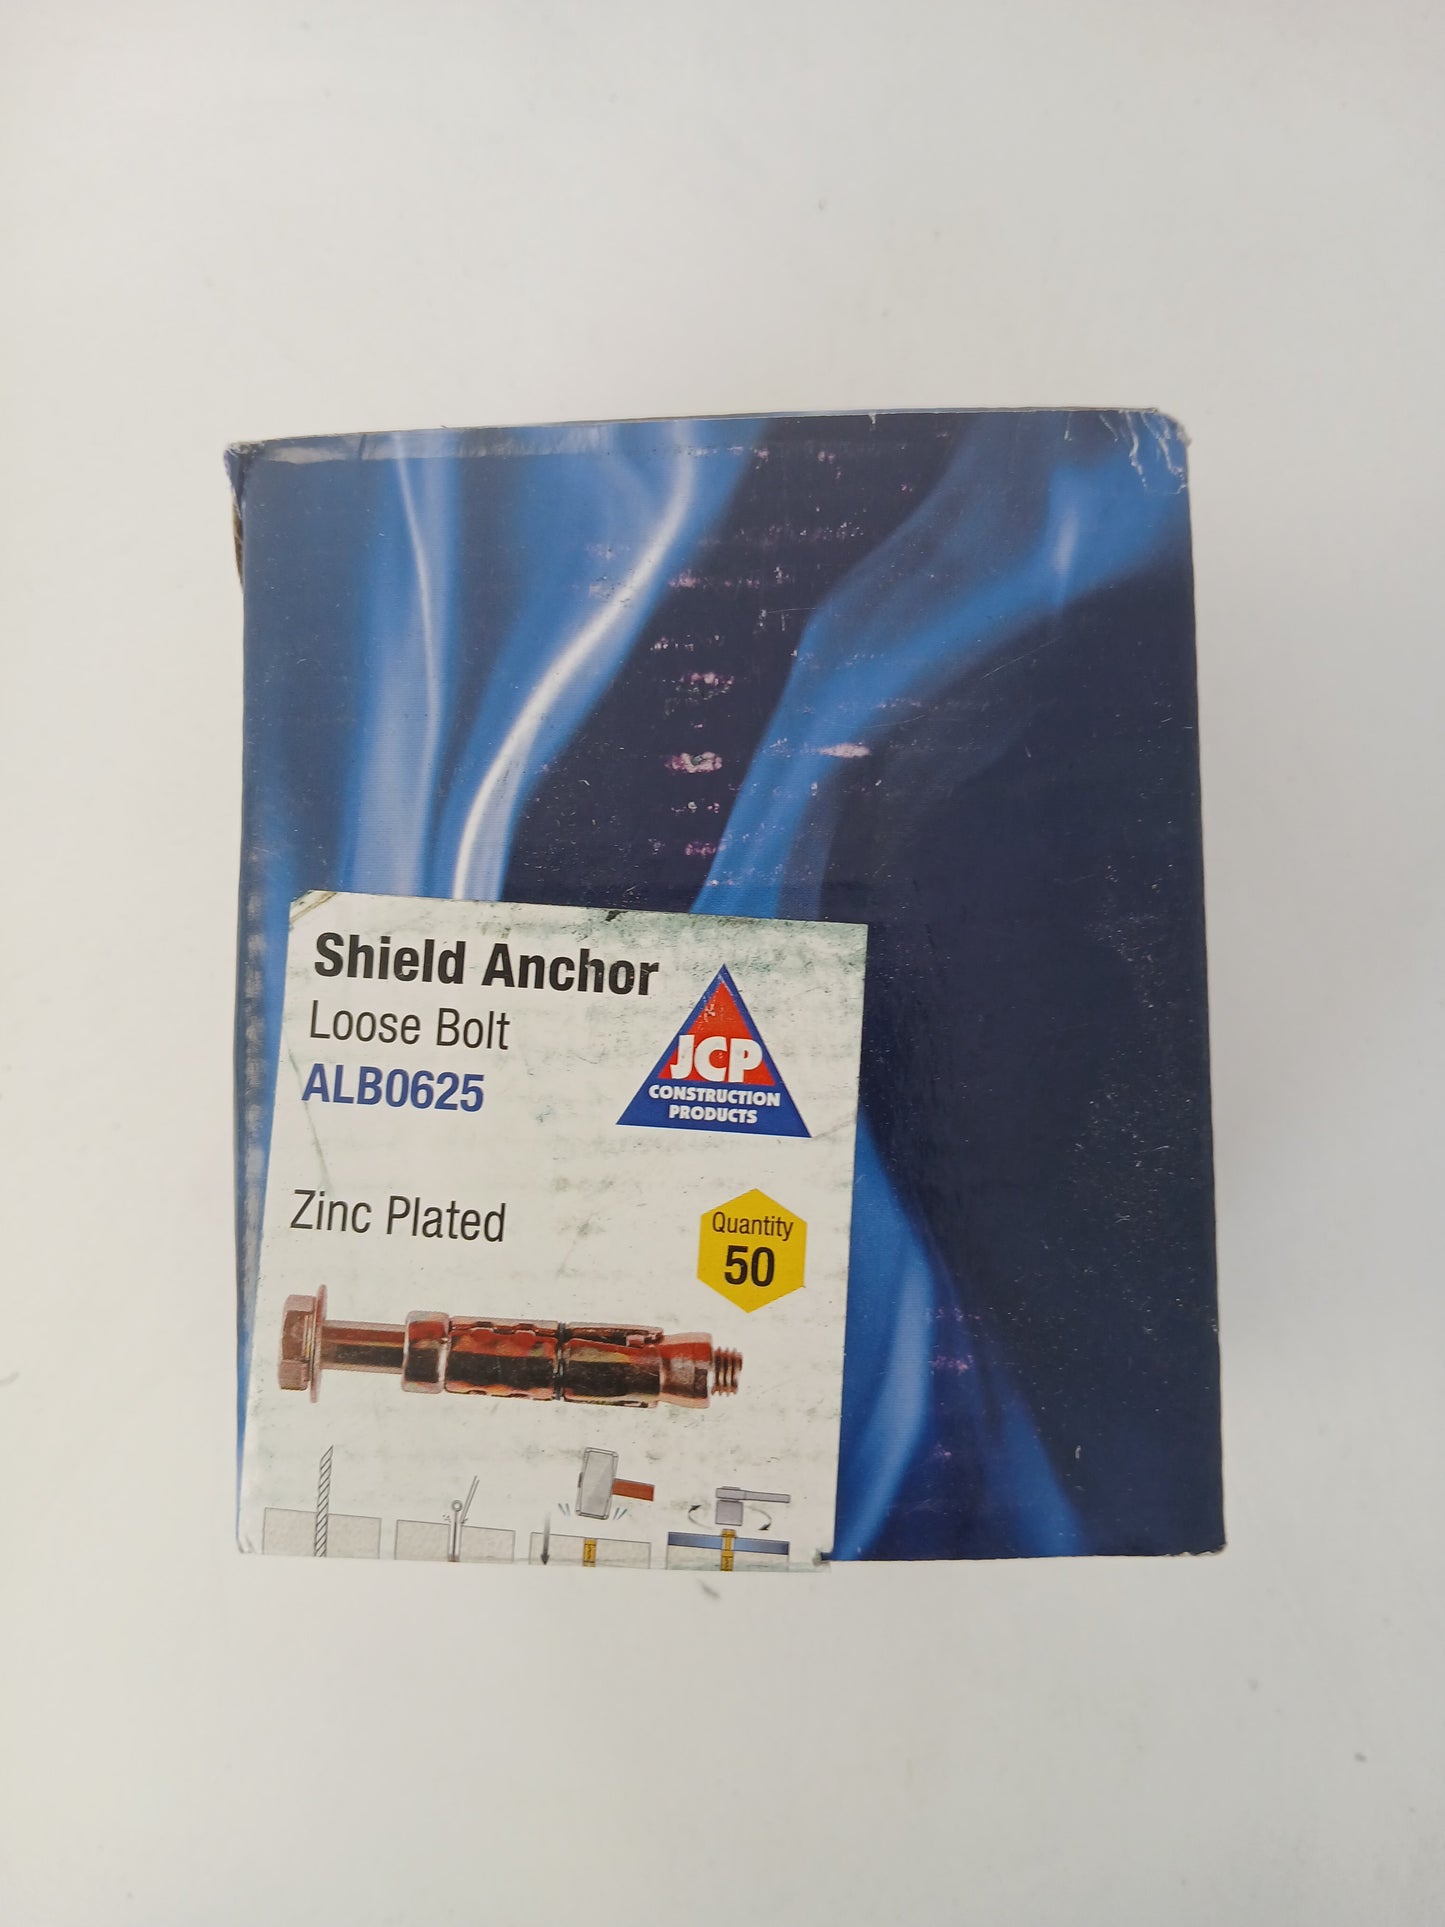 Shield Anchor
Loose Bolt
ALB0625
JCP
CONSTRUCTION
PRODUCTS
Zinc Plated
Quantity
50